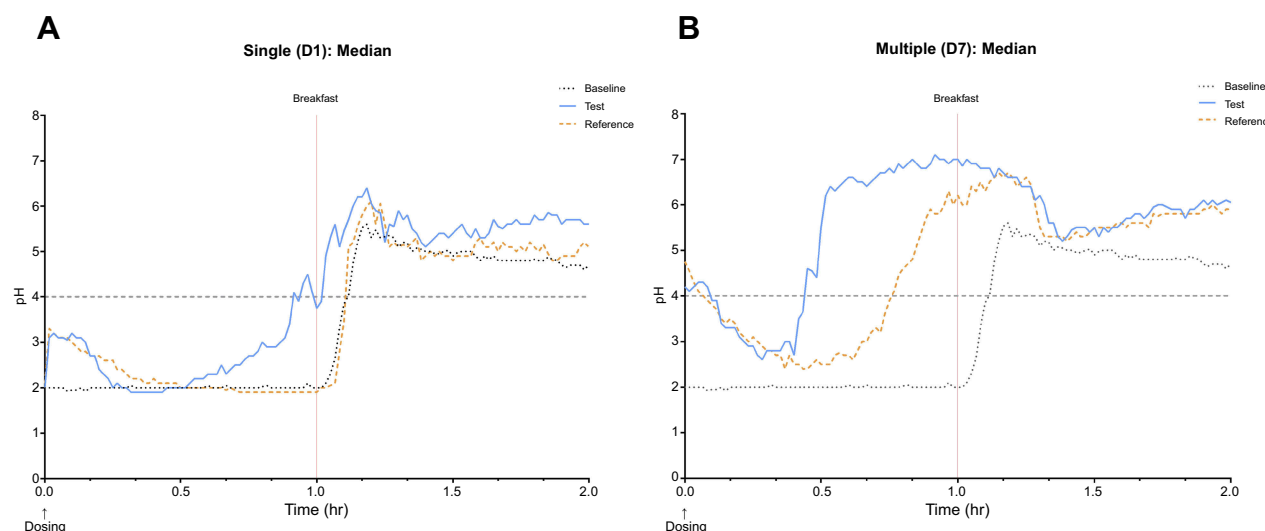 A
Single (D1): Median
Baseline
Test
Reference
Breakfast
8
7
6
5
4
3
2
1
0
pH
0.0
0.5
1.0
1.5
2.0
Time (hr)
↑
Dosing
B
Multiple (D7): Median
Baseline
Test
Reference
Breakfast
8
7
6
5
4
3
2
1
0
pH
0.0
0.5
1.0
1.5
2.0
Time (hr)
↑
Dosing